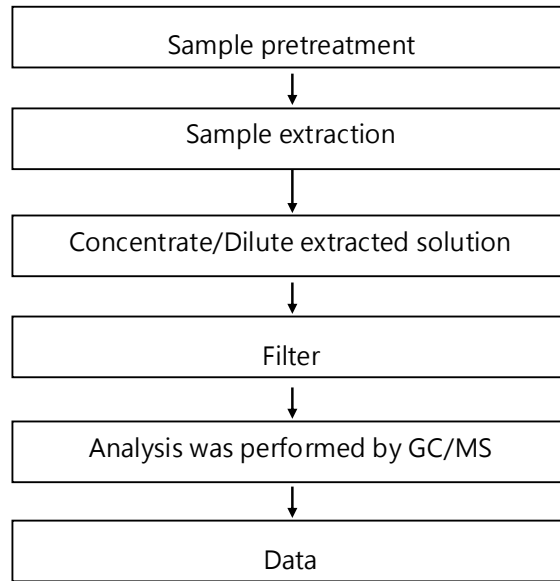 Sample pretreatment
Sample extraction
Concentrate/Dilute extracted solution
Filter
Analysis was performed by GC/MS
Data